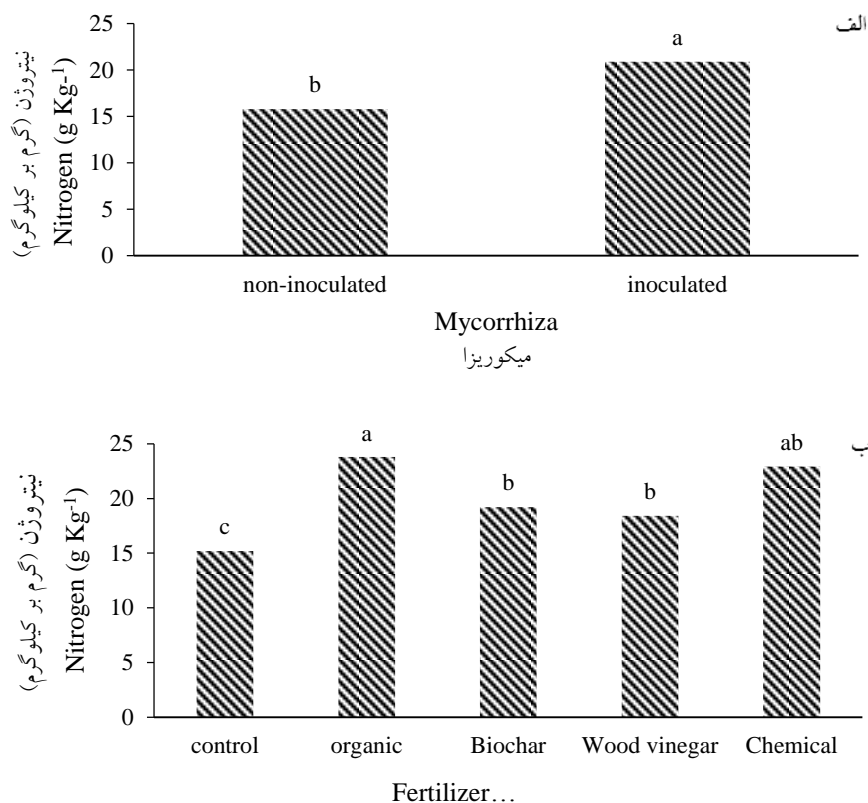 الف
نیتروژن (گرم بر کیلوگرم)
Nitrogen (g Kg-¹)
25
20
15
10
5
0
b
a
non-inoculated inoculated
Mycorrhiza
میکوریزا
ب
نیتروژن (گرم بر کیلوگرم)
Nitrogen (g Kg⁻¹)
25
20
15
10
5
0
c
a
b
b
ab
control organic Biochar Wood vinegar Chemical
Fertilizer…